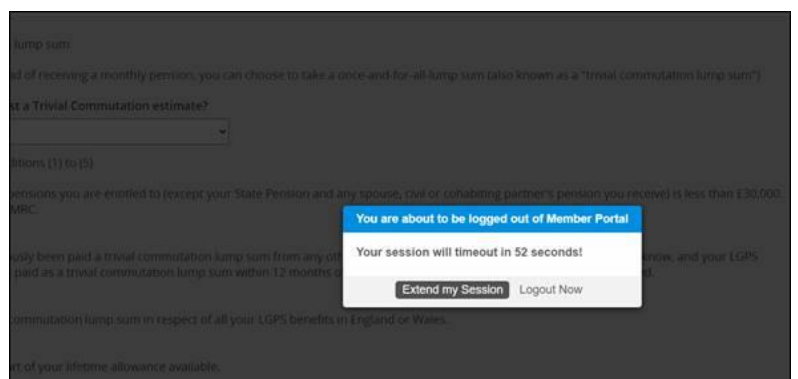 lump sum
d of receiving a monthly pension, you can choose to take a once-and-for-all-lump sum (also known as a "trivial commutation lump sum")
st a Trivial Commutation estimate?
ditions (1) to (5)
pensions you are entitled to (except your State Pension and any spouse, civil or cohabiting partner's pension you receive) is less than £30,000.
MRC.
You are about to be logged out of Member Portal
Your session will timeout in 52 seconds!
usly been paid a trivial commutation lump sum from any oth know, and your LGPS
paid as a trivial commutation lump sum within 12 months o d.
Extend my Session Logout Now
commutation lump sum in respect of all your LGPS benefits in England or Wales.
rt of your lifetime allowance available.